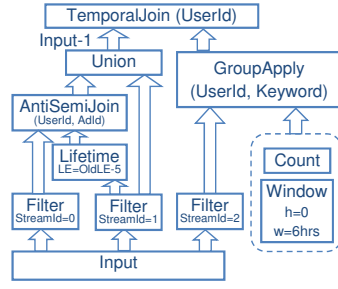 TemporalJoin (UserId)
Input-1
Union
GroupApply
(UserId, Keyword)
AntiSemiJoin
(UserId, AdId)
Lifetime
LE=OldLE-5
Count
Window
h=0
w=6hrs
Filter
StreamId=0
Filter
StreamId=1
Filter
StreamId=2
Input